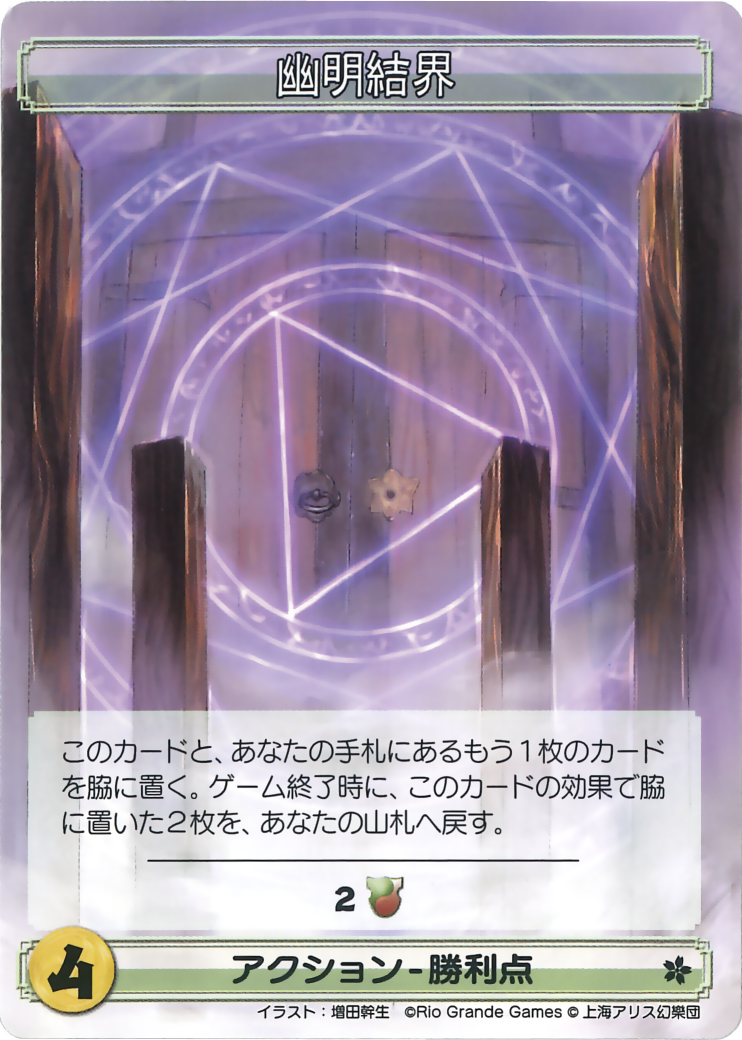 幽明結界
このカードと、あなたの手札にあるもう1枚のカード
を脇に置く。ゲーム終了時に、このカードの効果で脇
に置いた2枚を、あなたの山札へ戻す。
2
4
アクション-勝利点
イラスト：増田幹生 ©Rio Grande Games © 上海アリス幻樂団